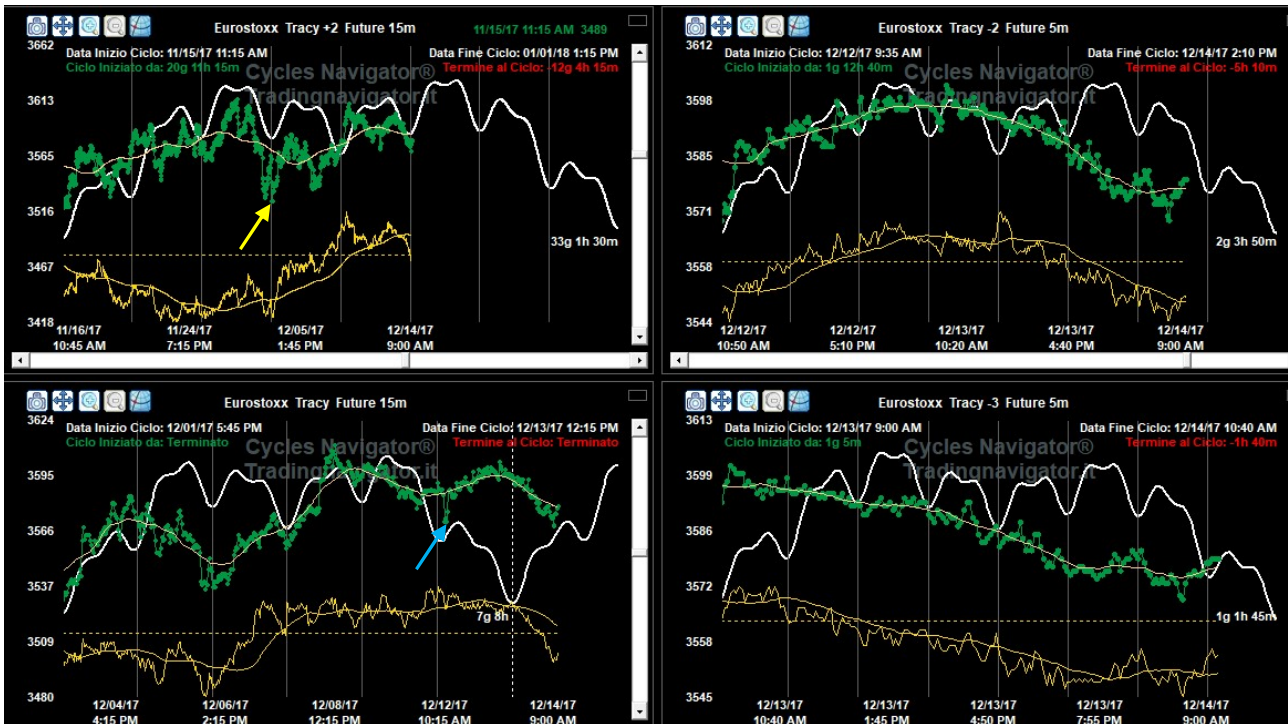 Eurostoxx Tracy +2 Future 15m
11/15/17 11:15 AM 3489
3662
Data Inizio Ciclo: 11/15/17 11:15 AM
Data Fine Ciclo: 01/01/18 1:15 PM
Ciclo Iniziato da: 20g 11h 15m
Termine al Ciclo: -12g 4h 15m
Cycles Navigator®
Tradingnavigator.it
3613
3565
3516
33g 1h 30m
3467
3418
11/16/17 11/24/17 12/05/17 12/14/17
10:45 AM 7:15 PM 1:45 PM 9:00 AM
Eurostoxx Tracy -2 Future 5m
3612
Data Inizio Ciclo: 12/12/17 9:35 AM
Data Fine Ciclo: 12/14/17 2:10 PM
Ciclo Iniziato da: 1g 12h 40m
Termine al Ciclo: -5h 10m
Cycles Navigator®
Tradingnavigator.it
3598
3585
3571
2g 3h 50m
3558
3544
12/12/17 12/12/17 12/13/17 12/13/17 12/14/17
10:50 AM 5:10 PM 10:20 AM 4:40 PM 9:00 AM
Eurostoxx Tracy Future 15m
3624
Data Inizio Ciclo: 12/01/17 5:45 PM
Data Fine Ciclo: 12/13/17 12:15 PM
Ciclo Iniziato da: Terminato
Termine al Ciclo: Terminato
Cycles Navigator®
Tradingnavigator.it
3595
3566
3537
7g 8h
3509
3480
12/04/17 12/06/17 12/08/17 12/12/17 12/14/17
4:15 PM 2:15 PM 12:15 PM 10:15 AM 9:00 AM
Eurostoxx Tracy -3 Future 5m
3613
Data Inizio Ciclo: 12/13/17 9:00 AM
Data Fine Ciclo: 12/14/17 10:40 AM
Ciclo Iniziato da: 1g 5m
Termine al Ciclo: -1h 40m
Cycles Navigator®
Tradingnavigator.it
3599
3586
3572
1g 1h 45m
3558
3545
12/13/17 12/13/17 12/13/17 12/13/17 12/14/17
10:40 AM 1:45 PM 4:50 PM 7:55 PM 9:00 AM